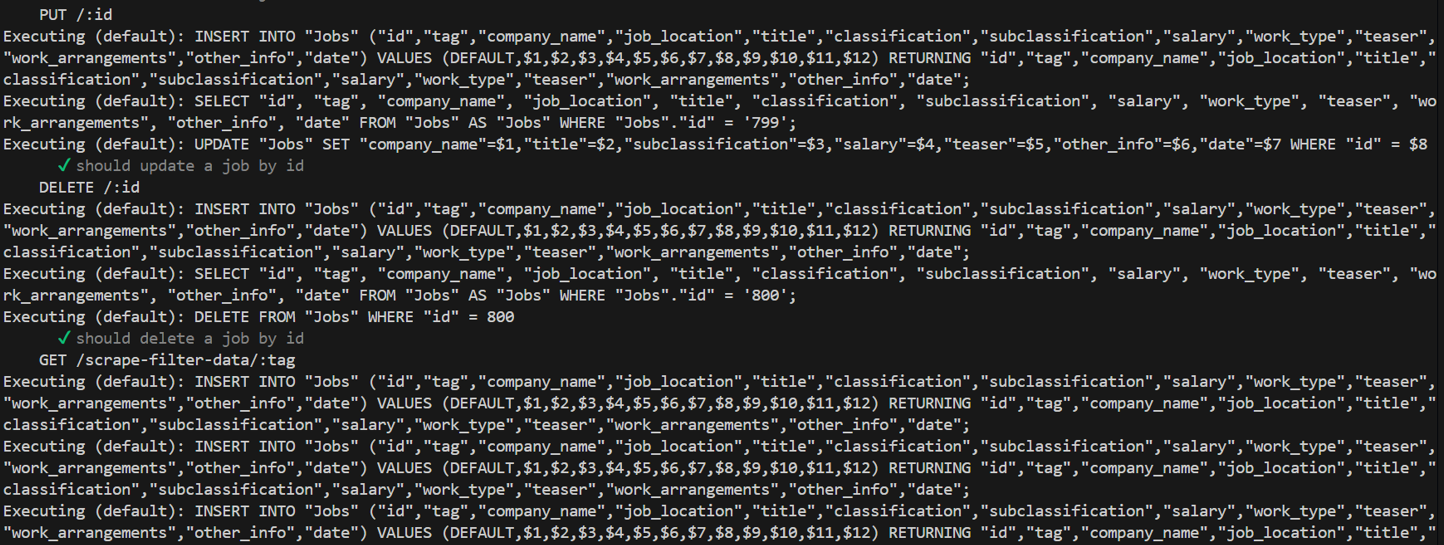 PUT /:id
Executing (default): INSERT INTO "Jobs" ("id","tag","company_name","job_location","title","classification","subclassification","salary","work_type","teaser",
"work_arrangements","other_info","date") VALUES (DEFAULT,$1,$2,$3,$4,$5,$6,$7,$8,$9,$10,$11,$12) RETURNING "id","tag","company_name","job_location","title","
classification","subclassification","salary","work_type","teaser","work_arrangements","other_info","date";
Executing (default): SELECT "id", "tag", "company_name", "job_location", "title", "classification", "subclassification", "salary", "work_type", "teaser", "wo
rk_arrangements", "other_info", "date" FROM "Jobs" AS "Jobs" WHERE "Jobs"."id" = '799';
Executing (default): UPDATE "Jobs" SET "company_name"=$1,"title"=$2,"subclassification"=$3,"salary"=$4,"teaser"=$5,"other_info"=$6,"date"=$7 WHERE "id" = $8
✓ should update a job by id
DELETE /:id
Executing (default): INSERT INTO "Jobs" ("id","tag","company_name","job_location","title","classification","subclassification","salary","work_type","teaser",
"work_arrangements","other_info","date") VALUES (DEFAULT,$1,$2,$3,$4,$5,$6,$7,$8,$9,$10,$11,$12) RETURNING "id","tag","company_name","job_location","title","
classification","subclassification","salary","work_type","teaser","work_arrangements","other_info","date";
Executing (default): SELECT "id", "tag", "company_name", "job_location", "title", "classification", "subclassification", "salary", "work_type", "teaser", "wo
rk_arrangements", "other_info", "date" FROM "Jobs" AS "Jobs" WHERE "Jobs"."id" = '800';
Executing (default): DELETE FROM "Jobs" WHERE "id" = 800
✓ should delete a job by id
GET /scrape-filter-data/:tag
Executing (default): INSERT INTO "Jobs" ("id","tag","company_name","job_location","title","classification","subclassification","salary","work_type","teaser",
"work_arrangements","other_info","date") VALUES (DEFAULT,$1,$2,$3,$4,$5,$6,$7,$8,$9,$10,$11,$12) RETURNING "id","tag","company_name","job_location","title","
classification","subclassification","salary","work_type","teaser","work_arrangements","other_info","date";
Executing (default): INSERT INTO "Jobs" ("id","tag","company_name","job_location","title","classification","subclassification","salary","work_type","teaser",
"work_arrangements","other_info","date") VALUES (DEFAULT,$1,$2,$3,$4,$5,$6,$7,$8,$9,$10,$11,$12) RETURNING "id","tag","company_name","job_location","title","
classification","subclassification","salary","work_type","teaser","work_arrangements","other_info","date";
Executing (default): INSERT INTO "Jobs" ("id","tag","company_name","job_location","title","classification","subclassification","salary","work_type","teaser",
"work_arrangements","other_info","date") VALUES (DEFAULT,$1,$2,$3,$4,$5,$6,$7,$8,$9,$10,$11,$12) RETURNING "id","tag","company_name","job_location","title","